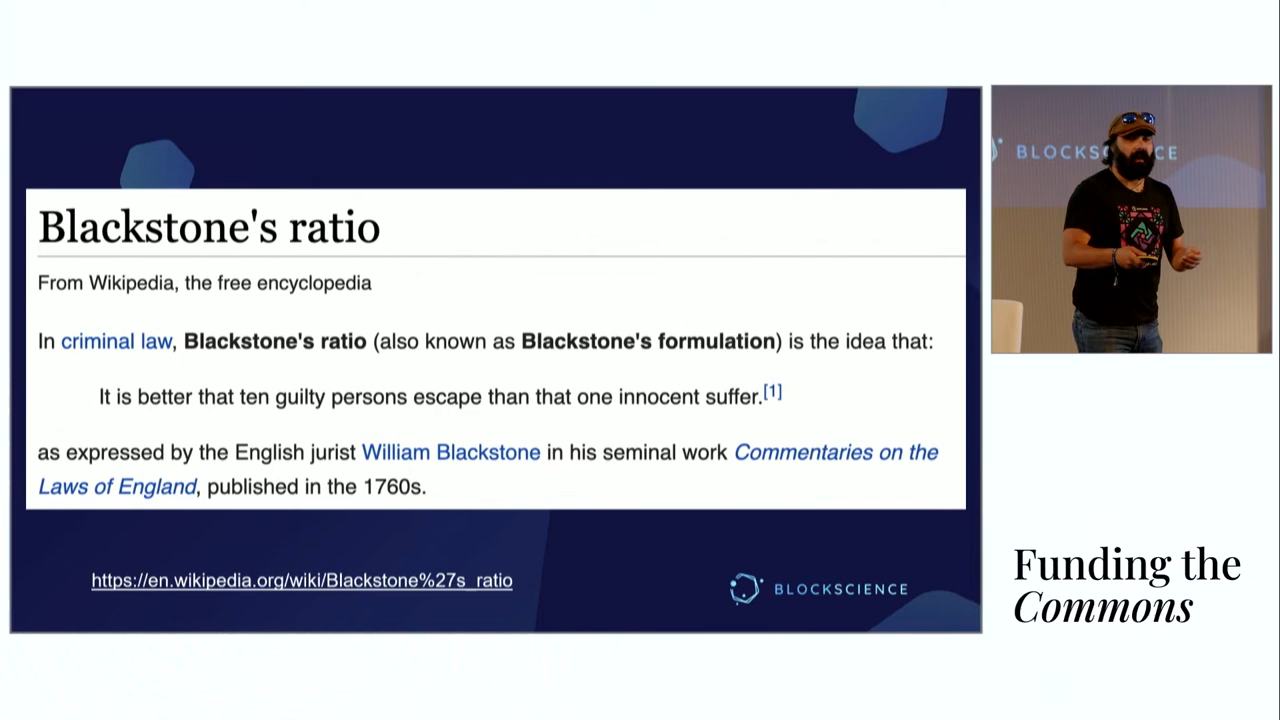 Blackstone's ratio
From Wikipedia, the free encyclopedia
In criminal law, Blackstone's ratio (also known as Blackstone's formulation) is the idea that:
It is better that ten guilty persons escape than that one innocent suffer.[1]
as expressed by the English jurist William Blackstone in his seminal work Commentaries on the
Laws of England, published in the 1760s.
https://en.wikipedia.org/wiki/Blackstone%27s_ratio
BLOCKSCIENCE
BLOCKS CE
Funding the
Commons